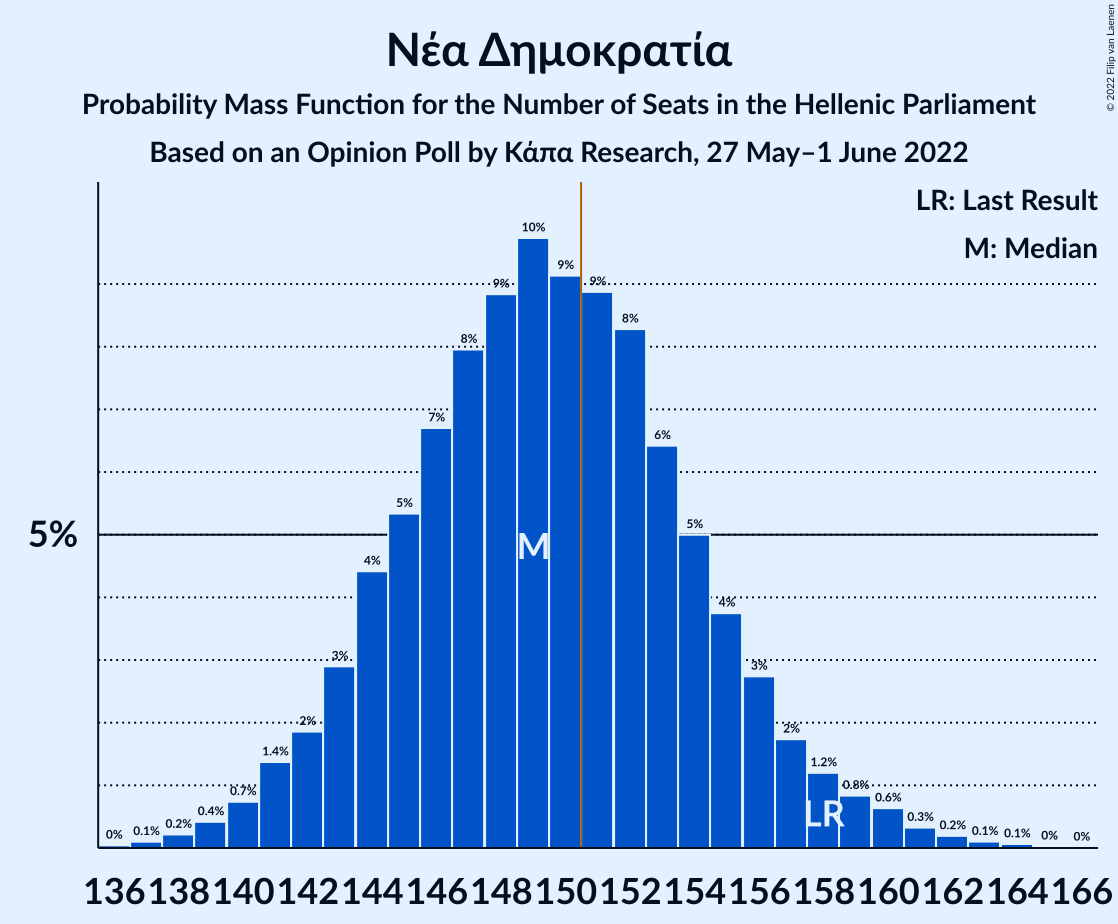 Νέα Δημοκρατία
Probability Mass Function for the Number of Seats in the Hellenic Parliament
Based on an Opinion Poll by Κάπα Research, 27 May–1 June 2022
© 2022 Filip van Laenen
LR: Last Result
M: Median
5%
0% 0.1% 0.2% 0.4% 0.7% 1.4% 2% 3% 4% 5% 7% 8% 9% 10% 9% 9% 8% 6% 5% 4% 3% 2% 1.2% 0.8% 0.6% 0.3% 0.2% 0.1% 0.1% 0% 0%
M
LR
136 138 140 142 144 146 148 150 152 154 156 158 160 162 164 166